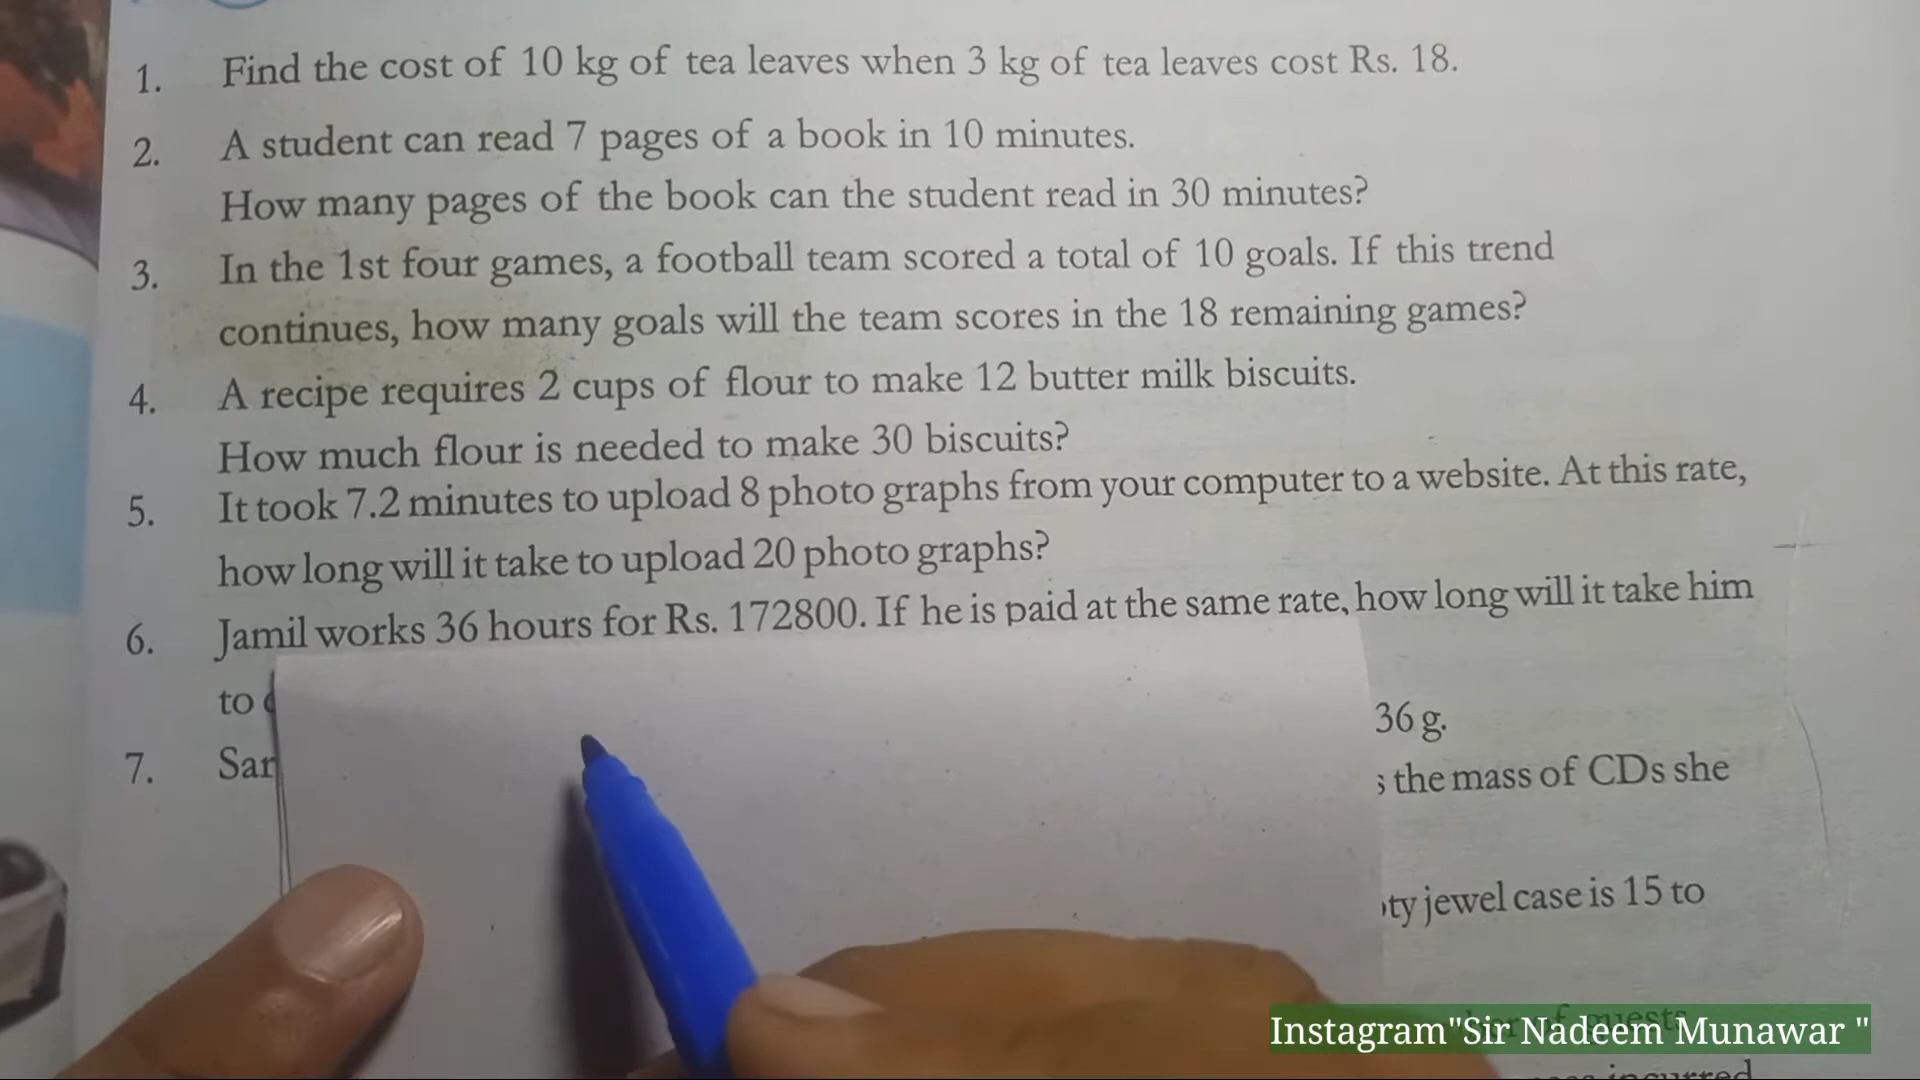 1. Find the cost of 10 kg of tea leaves when 3 kg of tea leaves cost Rs. 18.
2. A student can read 7 pages of a book in 10 minutes.
How many pages of the book can the student read in 30 minutes?
3. In the 1st four games, a football team scored a total of 10 goals. If this trend
continues, how many goals will the team scores in the 18 remaining games?
4. A recipe requires 2 cups of flour to make 12 butter milk biscuits.
How much flour is needed to make 30 biscuits?
5. It took 7.2 minutes to upload 8 photo graphs from your computer to a website. At this rate,
how long will it take to upload 20 photo graphs?
6. Jamil works 36 hours for Rs. 172800. If he is paid at the same rate, how long will it take him
to
36 g.
7.
the mass of CDs she
jewel case is 15 to
Instagram"Sir Nadeem Munawar "